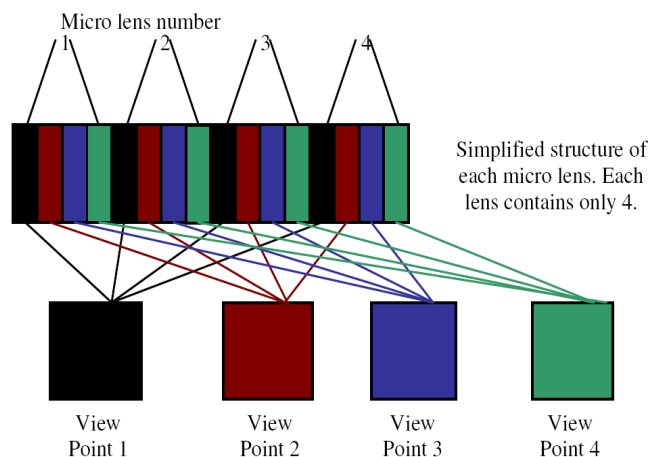 Micro lens number
1 2 3 4
Simplified structure of
each micro lens. Each
lens contains only 4.
View
Point 1
View
Point 2
View
Point 3
View
Point 4